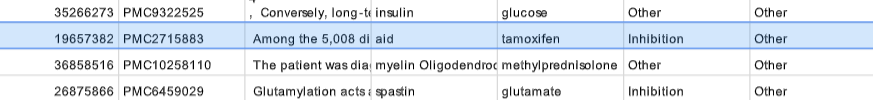 35266273 PMC9322525 , Conversely, long-te insulin glucose Other Other
19657382 PMC2715883 Among the 5,008 di aid tamoxifen Inhibition Other
36858516 PMC10258110 The patient was dia myelin Oligodendroc methylprednisolone Other Other
26875866 PMC6459029 Glutamylation acts spastin glutamate Inhibition Other